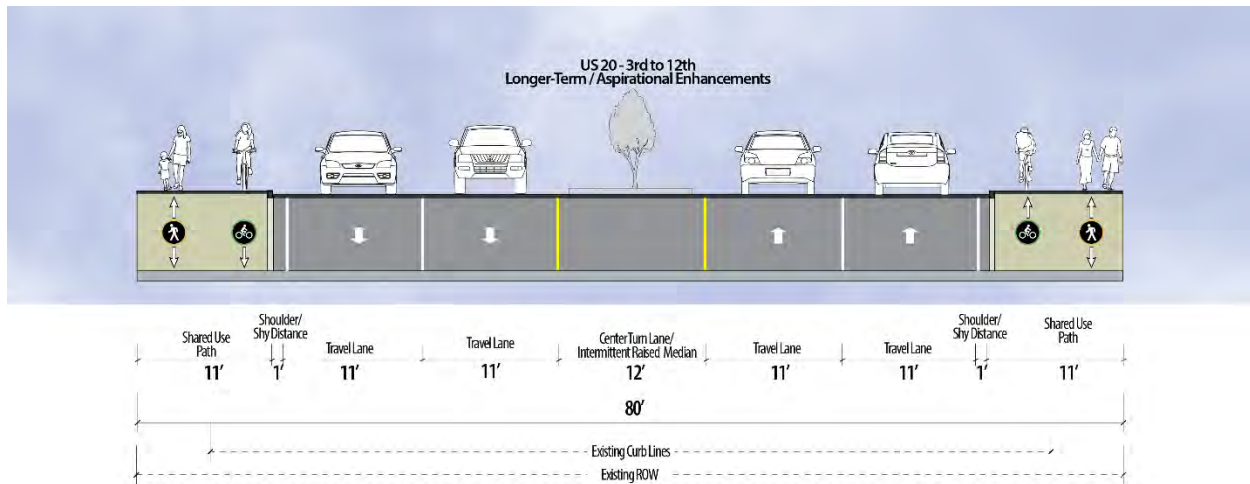 US 20 - 3rd to 12th
Longer-Term / Aspirational Enhancements
Shared Use
Path
11'
Shoulder/
Shy Distance
1'
Travel Lane
11'
Travel Lane
11'
Center Turn Lane/
Intermittent Raised Median
12'
Travel Lane
11'
Travel Lane
11'
Shoulder/
Shy Distance
1'
Shared Use
Path
11'
80'
Existing Curb Lines
Existing ROW